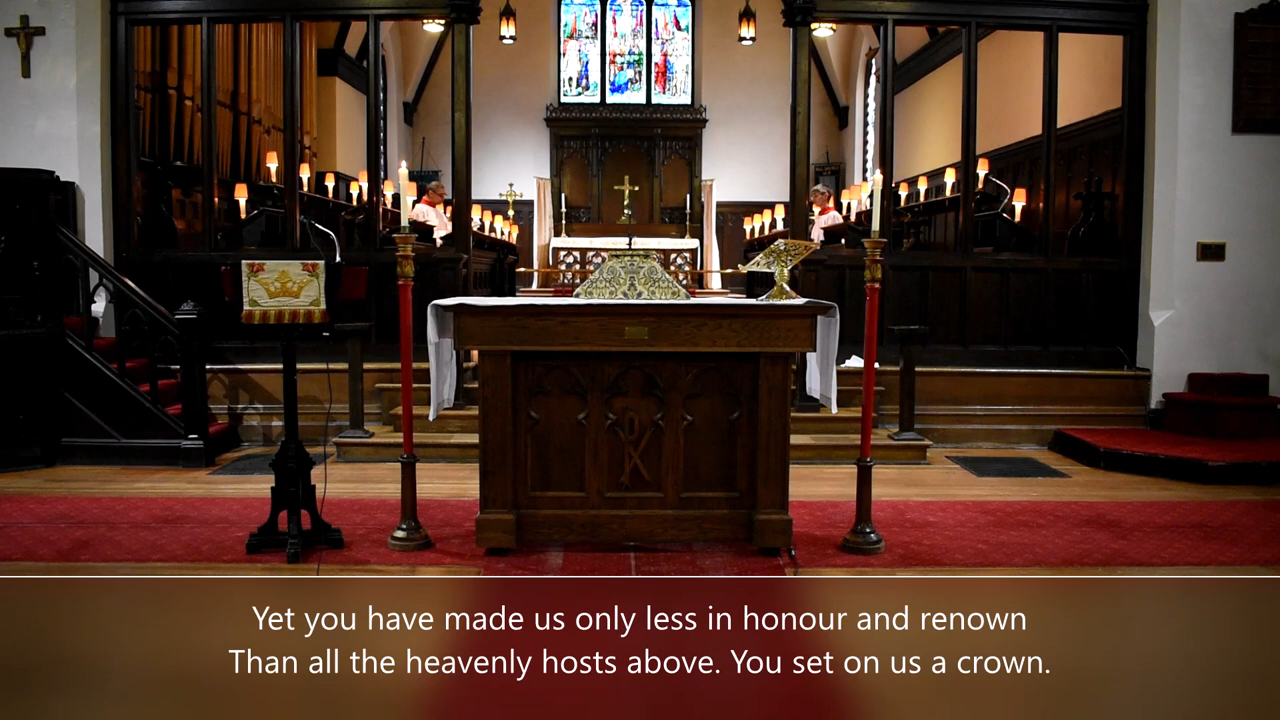 Yet you have made us only less in honour and renown
Than all the heavenly hosts above. You set on us a crown.